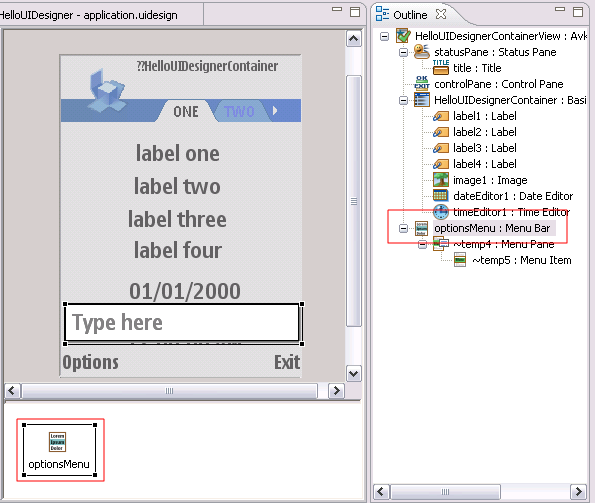 HelloUIDesigner - application.uidesign
??HelloUIDesignerContainer
ONE
TWO
label one
label two
label three
label four
01/01/2000
Type here
Options
Exit
Lorem
Ipsum
Dolor
optionsMenu
Outline
HelloUIDesignerContainerView : Avk
statusPane : Status Pane
TITLE
title : Title
OK
EXIT
controlPane : Control Pane
HelloUIDesignerContainer : Basi
label1 : Label
label2 : Label
label3 : Label
label4 : Label
image1 : Image
dateEditor1 : Date Editor
timeEditor1 : Time Editor
optionsMenu : Menu Bar
~temp4 : Menu Pane
~temp5 : Menu Item